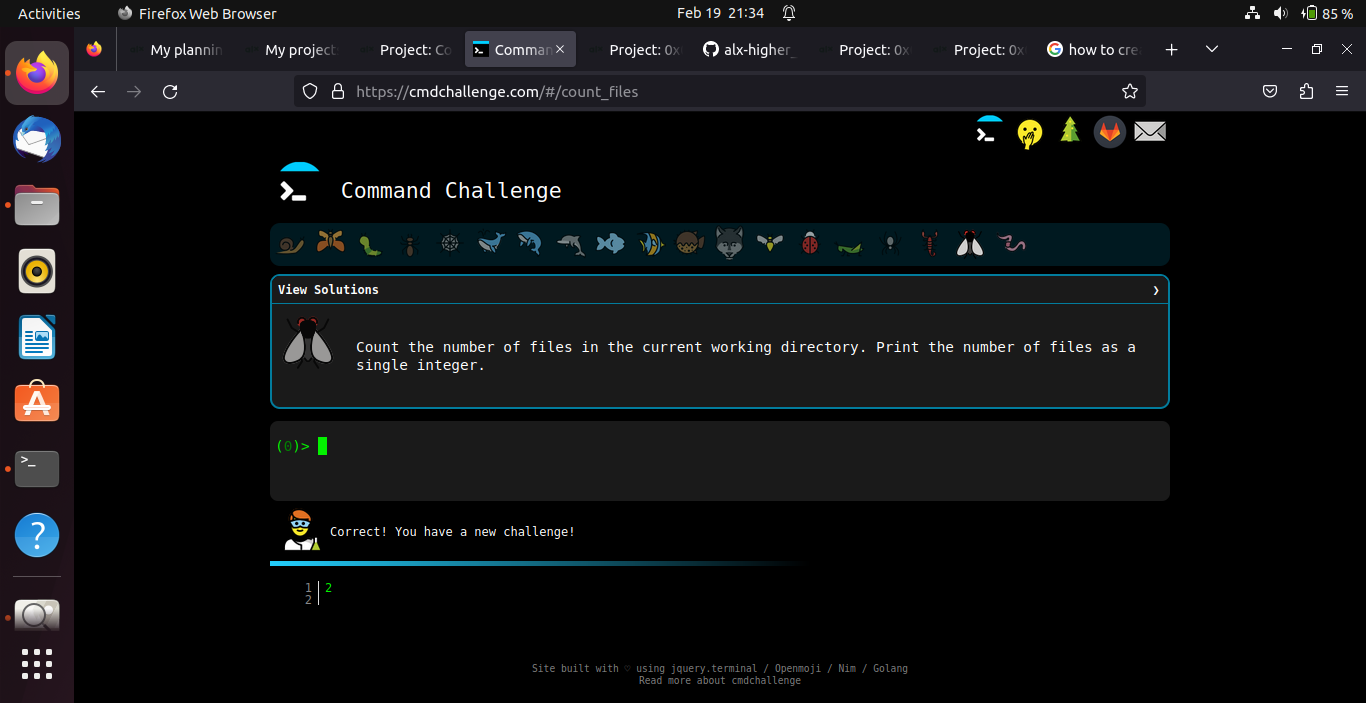 Activities Firefox Web Browser Feb 19 21:34 85 %
My plannin My project Project: Co Comman Project: 0x alx-higher_ Project: 0x Project: 0x how to cre
https://cmdchallenge.com/#/count_files
Command Challenge
View Solutions
Count the number of files in the current working directory. Print the number of files as a
single integer.
(0)>
Correct! You have a new challenge!
1 2
2
Site built with ♡ using jquery.terminal / Openmoji / Nim / Golang
Read more about cmdchallenge